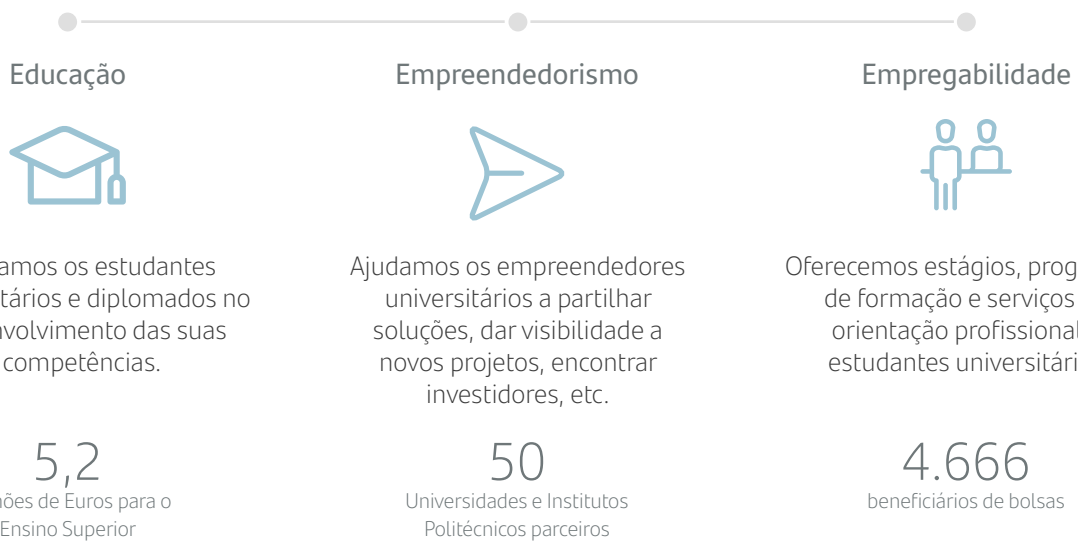 Educação
amos os estudantes
tários e diplomados no
volvimento das suas
competências.
5,2
ões de Euros para o
Ensino Superior
Empreendedorismo
Ajudamos os empreendedores
universitários a partilhar
soluções, dar visibilidade a
novos projetos, encontrar
investidores, etc.
50
Universidades e Institutos
Politécnicos parceiros
Empregabilidade
Oferecemos estágios, prog
de formação e serviços
orientação profissional
estudantes universitári
4.666
beneficiários de bolsas